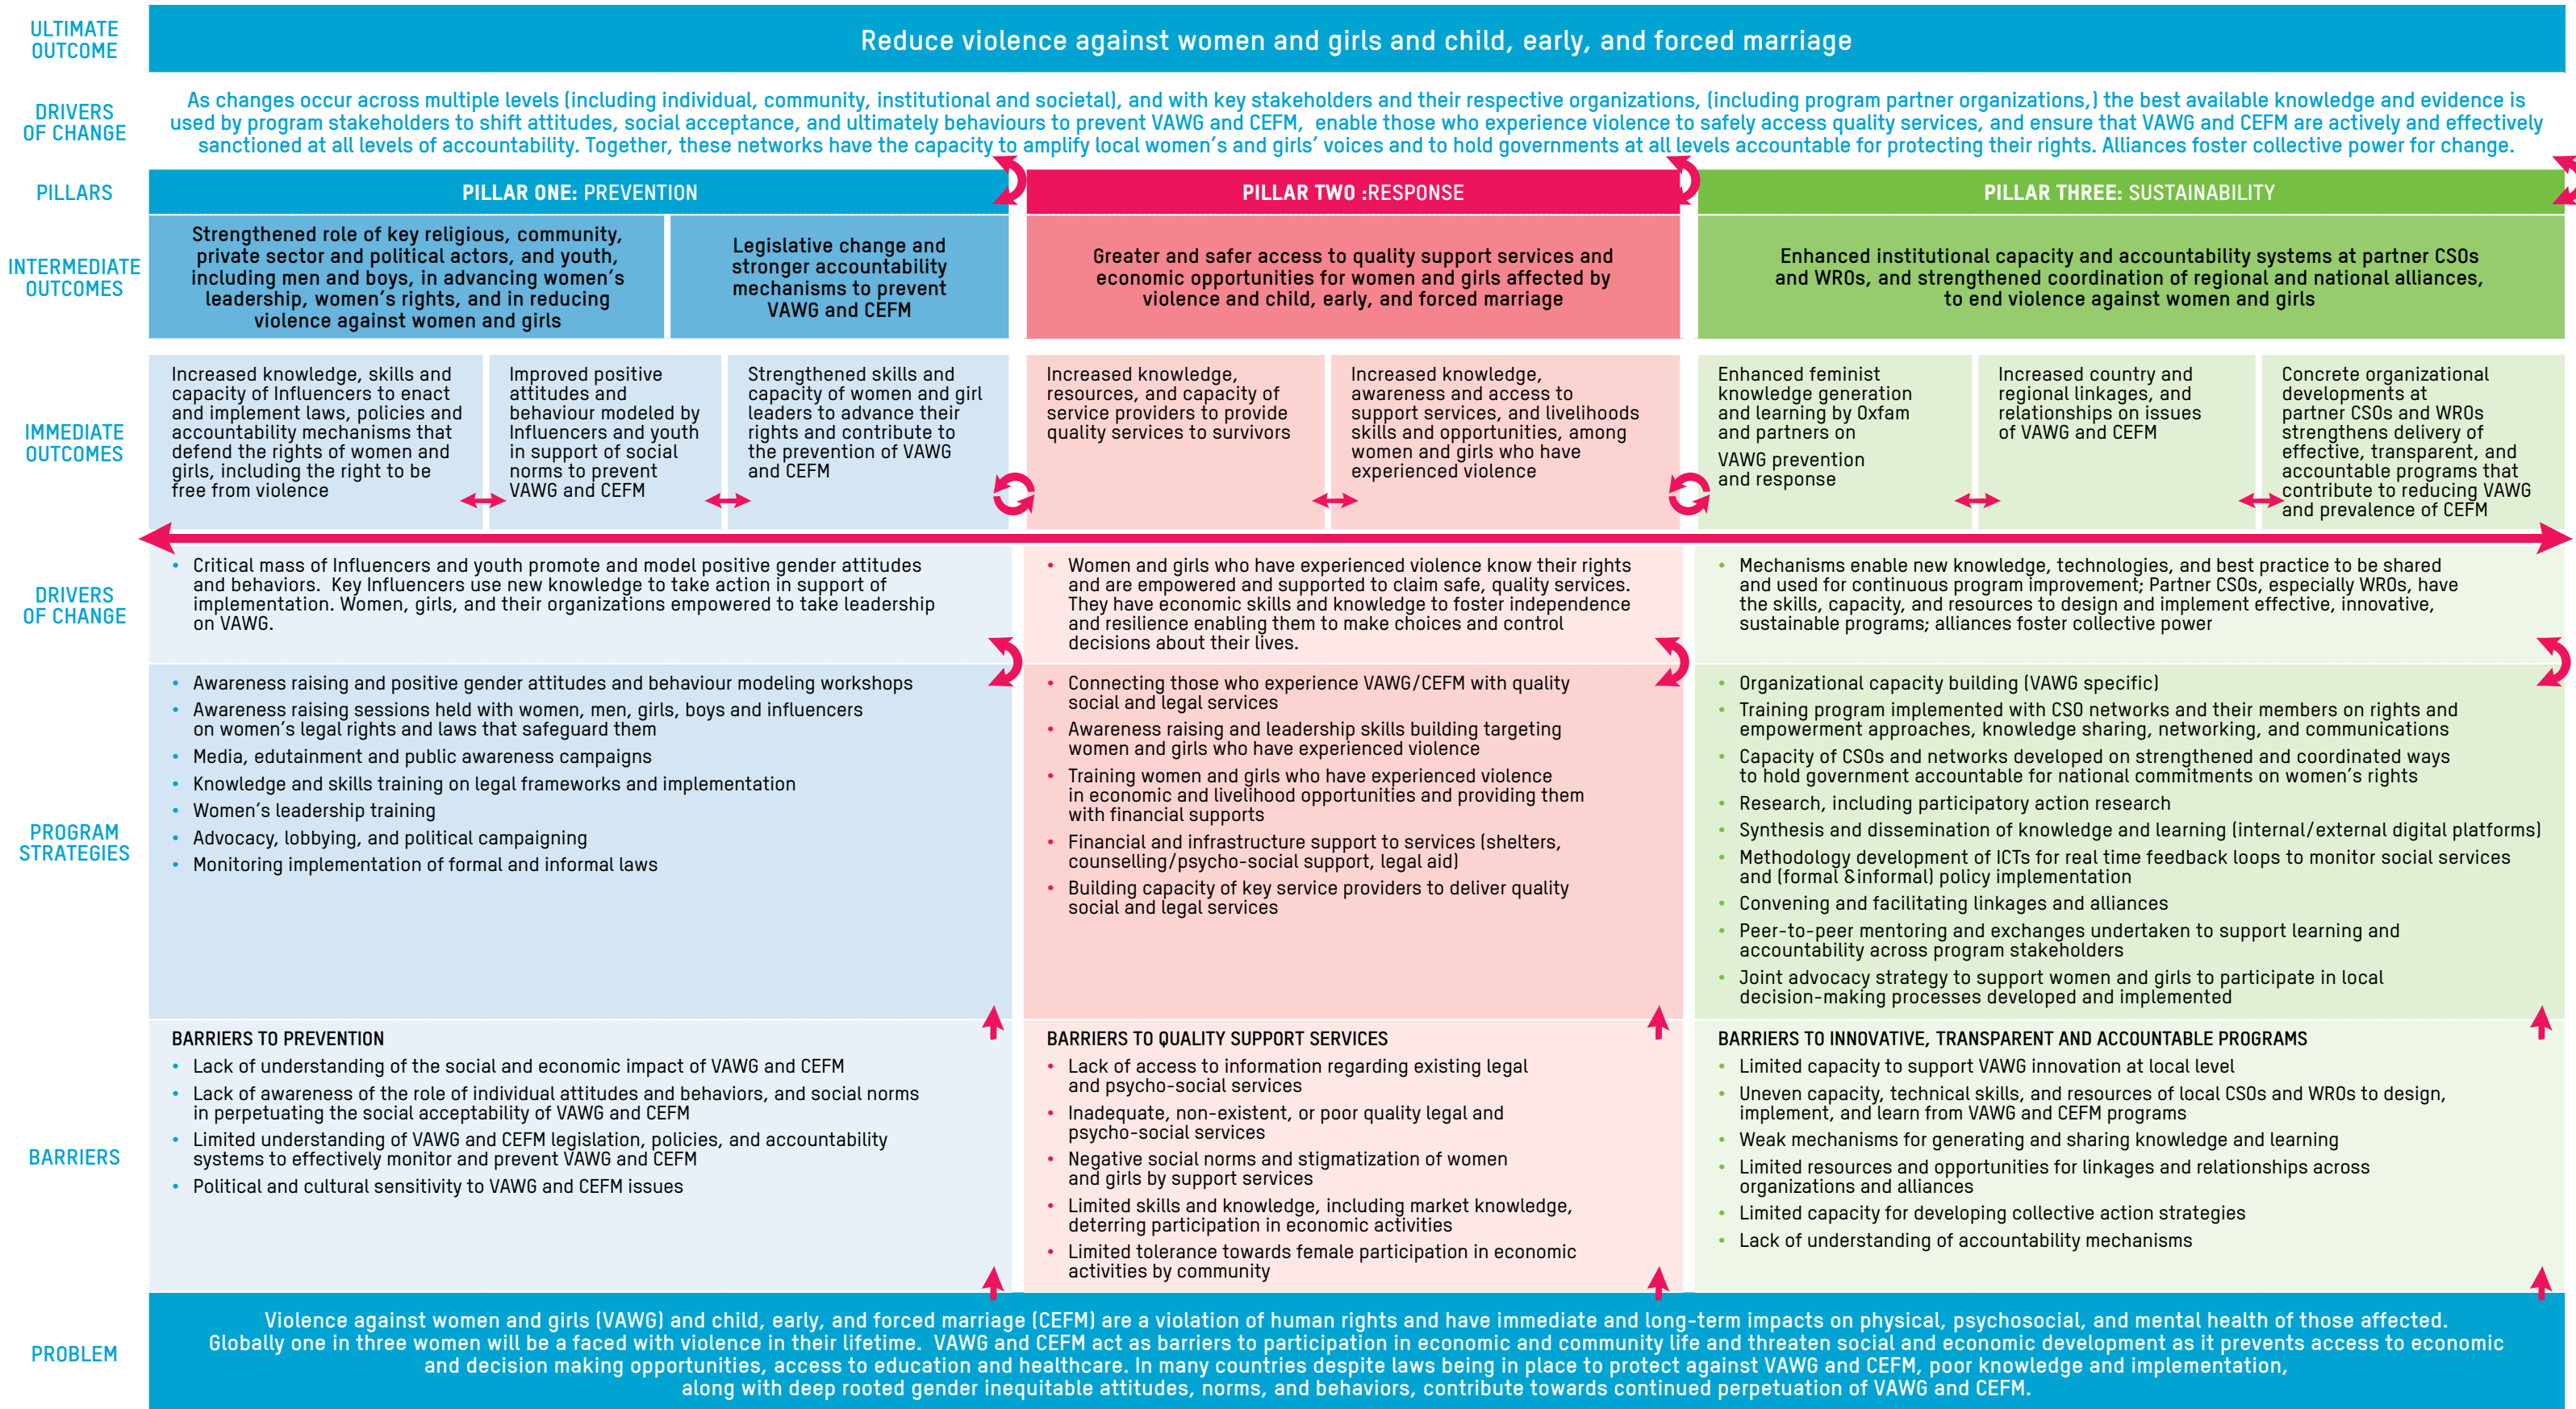 ULTIMATE
OUTCOME
Reduce violence against women and girls and child, early, and forced marriage
DRIVERS
OF CHANGE
As changes occur across multiple levels (including individual, community, institutional and societal), and with key stakeholders and their respective organizations, (including program partner organizations,) the best available knowledge and evidence is
used by program stakeholders to shift attitudes, social acceptance, and ultimately behaviours to prevent VAWG and CEFM, enable those who experience violence to safely access quality services, and ensure that VAWG and CEFM are actively and effectively
sanctioned at all levels of accountability. Together, these networks have the capacity to amplify local women's and girls' voices and to hold governments at all levels accountable for protecting their rights. Alliances foster collective power for change.
PILLARS
PILLAR ONE: PREVENTION
PILLAR TWO :RESPONSE
PILLAR THREE: SUSTAINABILITY
INTERMEDIATE
OUTCOMES
Strengthened role of key religious, community,
private sector and political actors, and youth,
including men and boys, in advancing women's
leadership, women's rights, and in reducing
violence against women and girls
Legislative change and
stronger accountability
mechanisms to prevent
VAWG and CEFM
Greater and safer access to quality support services and
economic opportunities for women and girls affected by
violence and child, early, and forced marriage
Enhanced institutional capacity and accountability systems at partner CSOs
and WROs, and strengthened coordination of regional and national alliances,
to end violence against women and girls
IMMEDIATE
OUTCOMES
Increased knowledge, skills and
capacity of Influencers to enact
and implement laws, policies and
accountability mechanisms that
defend the rights of women and
girls, including the right to be
free from violence
Improved positive
attitudes and
behaviour modeled by
Influencers and youth
in support of social
norms to prevent
VAWG and CEFM
Strengthened skills and
capacity of women and girl
leaders to advance their
rights and contribute to
the prevention of VAWG
and CEFM
Increased knowledge,
resources, and capacity of
service providers to provide
quality services to survivors
Increased knowledge,
awareness and access to
support services, and livelihoods
skills and opportunities, among
women and girls who have
experienced violence
Enhanced feminist
knowledge generation
and learning by Oxfam
and partners on
VAWG prevention
and response
Increased country and
regional linkages, and
relationships on issues
of VAWG and CEFM
Concrete organizational
developments at
partner CSOs and WROs
strengthens delivery of
effective, transparent, and
accountable programs that
contribute to reducing VAWG
and prevalence of CEFM
DRIVERS
OF CHANGE
• Critical mass of Influencers and youth promote and model positive gender attitudes
and behaviors. Key Influencers use new knowledge to take action in support of
implementation. Women, girls, and their organizations empowered to take leadership
on VAWG.
• Women and girls who have experienced violence know their rights
and are empowered and supported to claim safe, quality services.
They have economic skills and knowledge to foster independence
and resilience enabling them to make choices and control
decisions about their lives.
• Mechanisms enable new knowledge, technologies, and best practice to be shared
and used for continuous program improvement; Partner CSOs, especially WROs, have
the skills, capacity, and resources to design and implement effective, innovative,
sustainable programs; alliances foster collective power
PROGRAM
STRATEGIES
• Awareness raising and positive gender attitudes and behaviour modeling workshops
• Awareness raising sessions held with women, men, girls, boys and influencers
on women's legal rights and laws that safeguard them
• Media, edutainment and public awareness campaigns
• Knowledge and skills training on legal frameworks and implementation
• Women's leadership training
• Advocacy, lobbying, and political campaigning
• Monitoring implementation of formal and informal laws
• Connecting those who experience VAWG/CEFM with quality
social and legal services
• Awareness raising and leadership skills building targeting
women and girls who have experienced violence
• Training women and girls who have experienced violence
in economic and livelihood opportunities and providing them
with financial supports
• Financial and infrastructure support to services (shelters,
counselling/psycho-social support, legal aid)
• Building capacity of key service providers to deliver quality
social and legal services
• Organizational capacity building (VAWG specific)
• Training program implemented with CSO networks and their members on rights and
empowerment approaches, knowledge sharing, networking, and communications
• Capacity of CSOs and networks developed on strengthened and coordinated ways
to hold government accountable for national commitments on women's rights
• Research, including participatory action research
• Synthesis and dissemination of knowledge and learning (internal/external digital platforms)
• Methodology development of ICTs for real time feedback loops to monitor social services
and (formal &informal) policy implementation
• Convening and facilitating linkages and alliances
• Peer-to-peer mentoring and exchanges undertaken to support learning and
accountability across program stakeholders
• Joint advocacy strategy to support women and girls to participate in local
decision-making processes developed and implemented
BARRIERS
BARRIERS TO PREVENTION
• Lack of understanding of the social and economic impact of VAWG and CEFM
• Lack of awareness of the role of individual attitudes and behaviors, and social norms
in perpetuating the social acceptability of VAWG and CEFM
• Limited understanding of VAWG and CEFM legislation, policies, and accountability
systems to effectively monitor and prevent VAWG and CEFM
• Political and cultural sensitivity to VAWG and CEFM issues
BARRIERS TO QUALITY SUPPORT SERVICES
• Lack of access to information regarding existing legal
and psycho-social services
• Inadequate, non-existent, or poor quality legal and
psycho-social services
• Negative social norms and stigmatization of women
and girls by support services
• Limited skills and knowledge, including market knowledge,
deterring participation in economic activities
• Limited tolerance towards female participation in economic
activities by community
BARRIERS TO INNOVATIVE, TRANSPARENT AND ACCOUNTABLE PROGRAMS
• Limited capacity to support VAWG innovation at local level
• Uneven capacity, technical skills, and resources of local CSOs and WROs to design,
implement, and learn from VAWG and CEFM programs
• Weak mechanisms for generating and sharing knowledge and learning
• Limited resources and opportunities for linkages and relationships across
organizations and alliances
• Limited capacity for developing collective action strategies
• Lack of understanding of accountability mechanisms
PROBLEM
Violence against women and girls (VAWG) and child, early, and forced marriage (CEFM) are a violation of human rights and have immediate and long-term impacts on physical, psychosocial, and mental health of those affected.
Globally one in three women will be a faced with violence in their lifetime. VAWG and CEFM act as barriers to participation in economic and community life and threaten social and economic development as it prevents access to economic
and decision making opportunities, access to education and healthcare. In many countries despite laws being in place to protect against VAWG and CEFM, poor knowledge and implementation,
along with deep rooted gender inequitable attitudes, norms, and behaviors, contribute towards continued perpetuation of VAWG and CEFM.